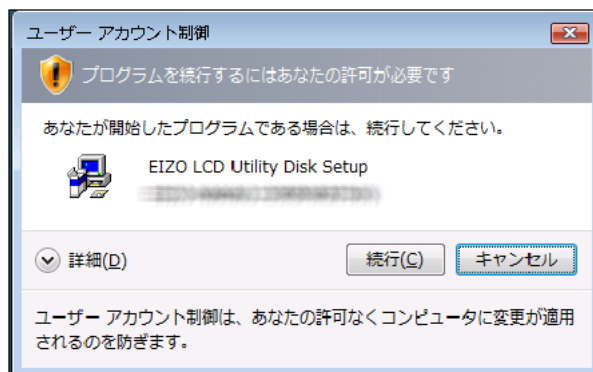 ユーザー アカウント制御
プログラムを続行するにはあなたの許可が必要です
あなたが開始したプログラムである場合は、続行してください。
EIZO LCD Utility Disk Setup
詳細(D)
続行(C)
キャンセル
ユーザー アカウント制御は、あなたの許可なくコンピュータに変更が適用
されるのを防ぎます。